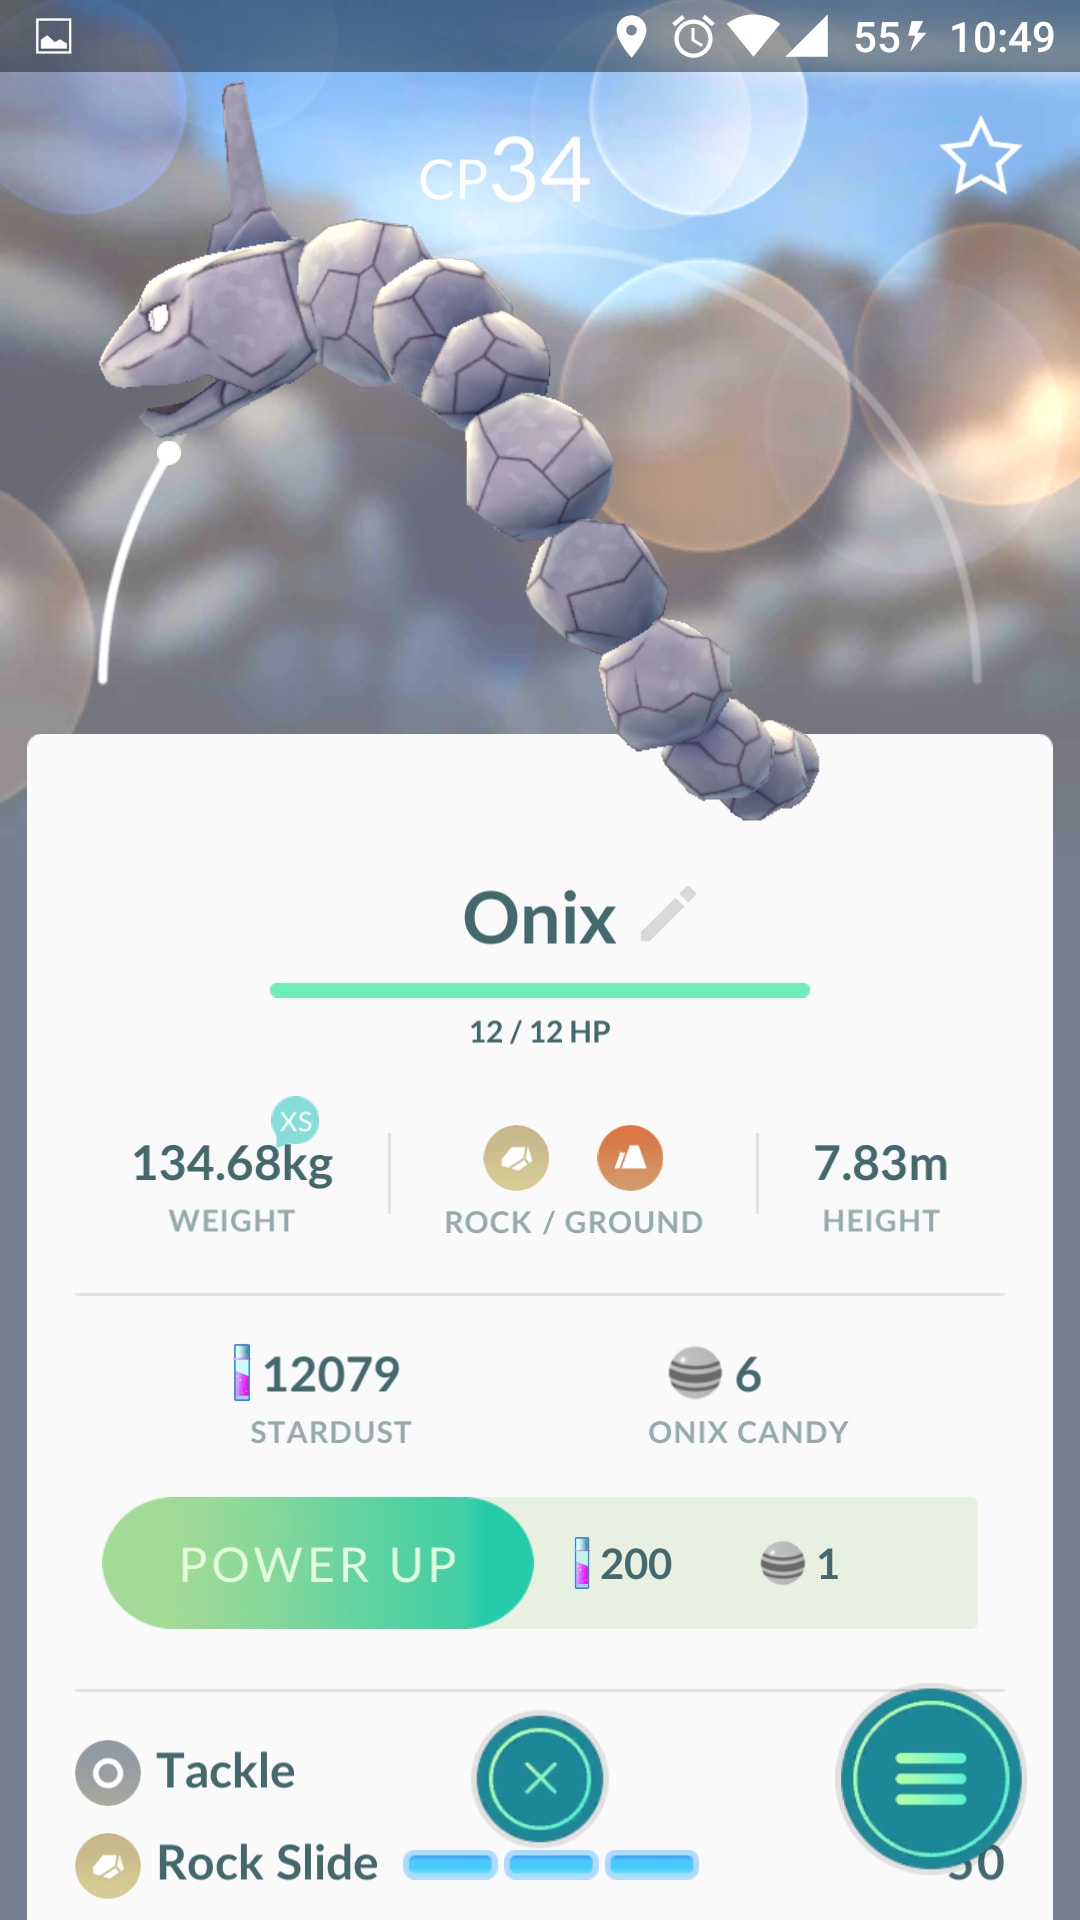 55 10:49
CP34
Onix
12 / 12 HP
XS
134.68kg
WEIGHT
ROCK / GROUND
7.83m
HEIGHT
12079
STARDUST
6
ONIX CANDY
POWER UP
200
1
Tackle
Rock Slide